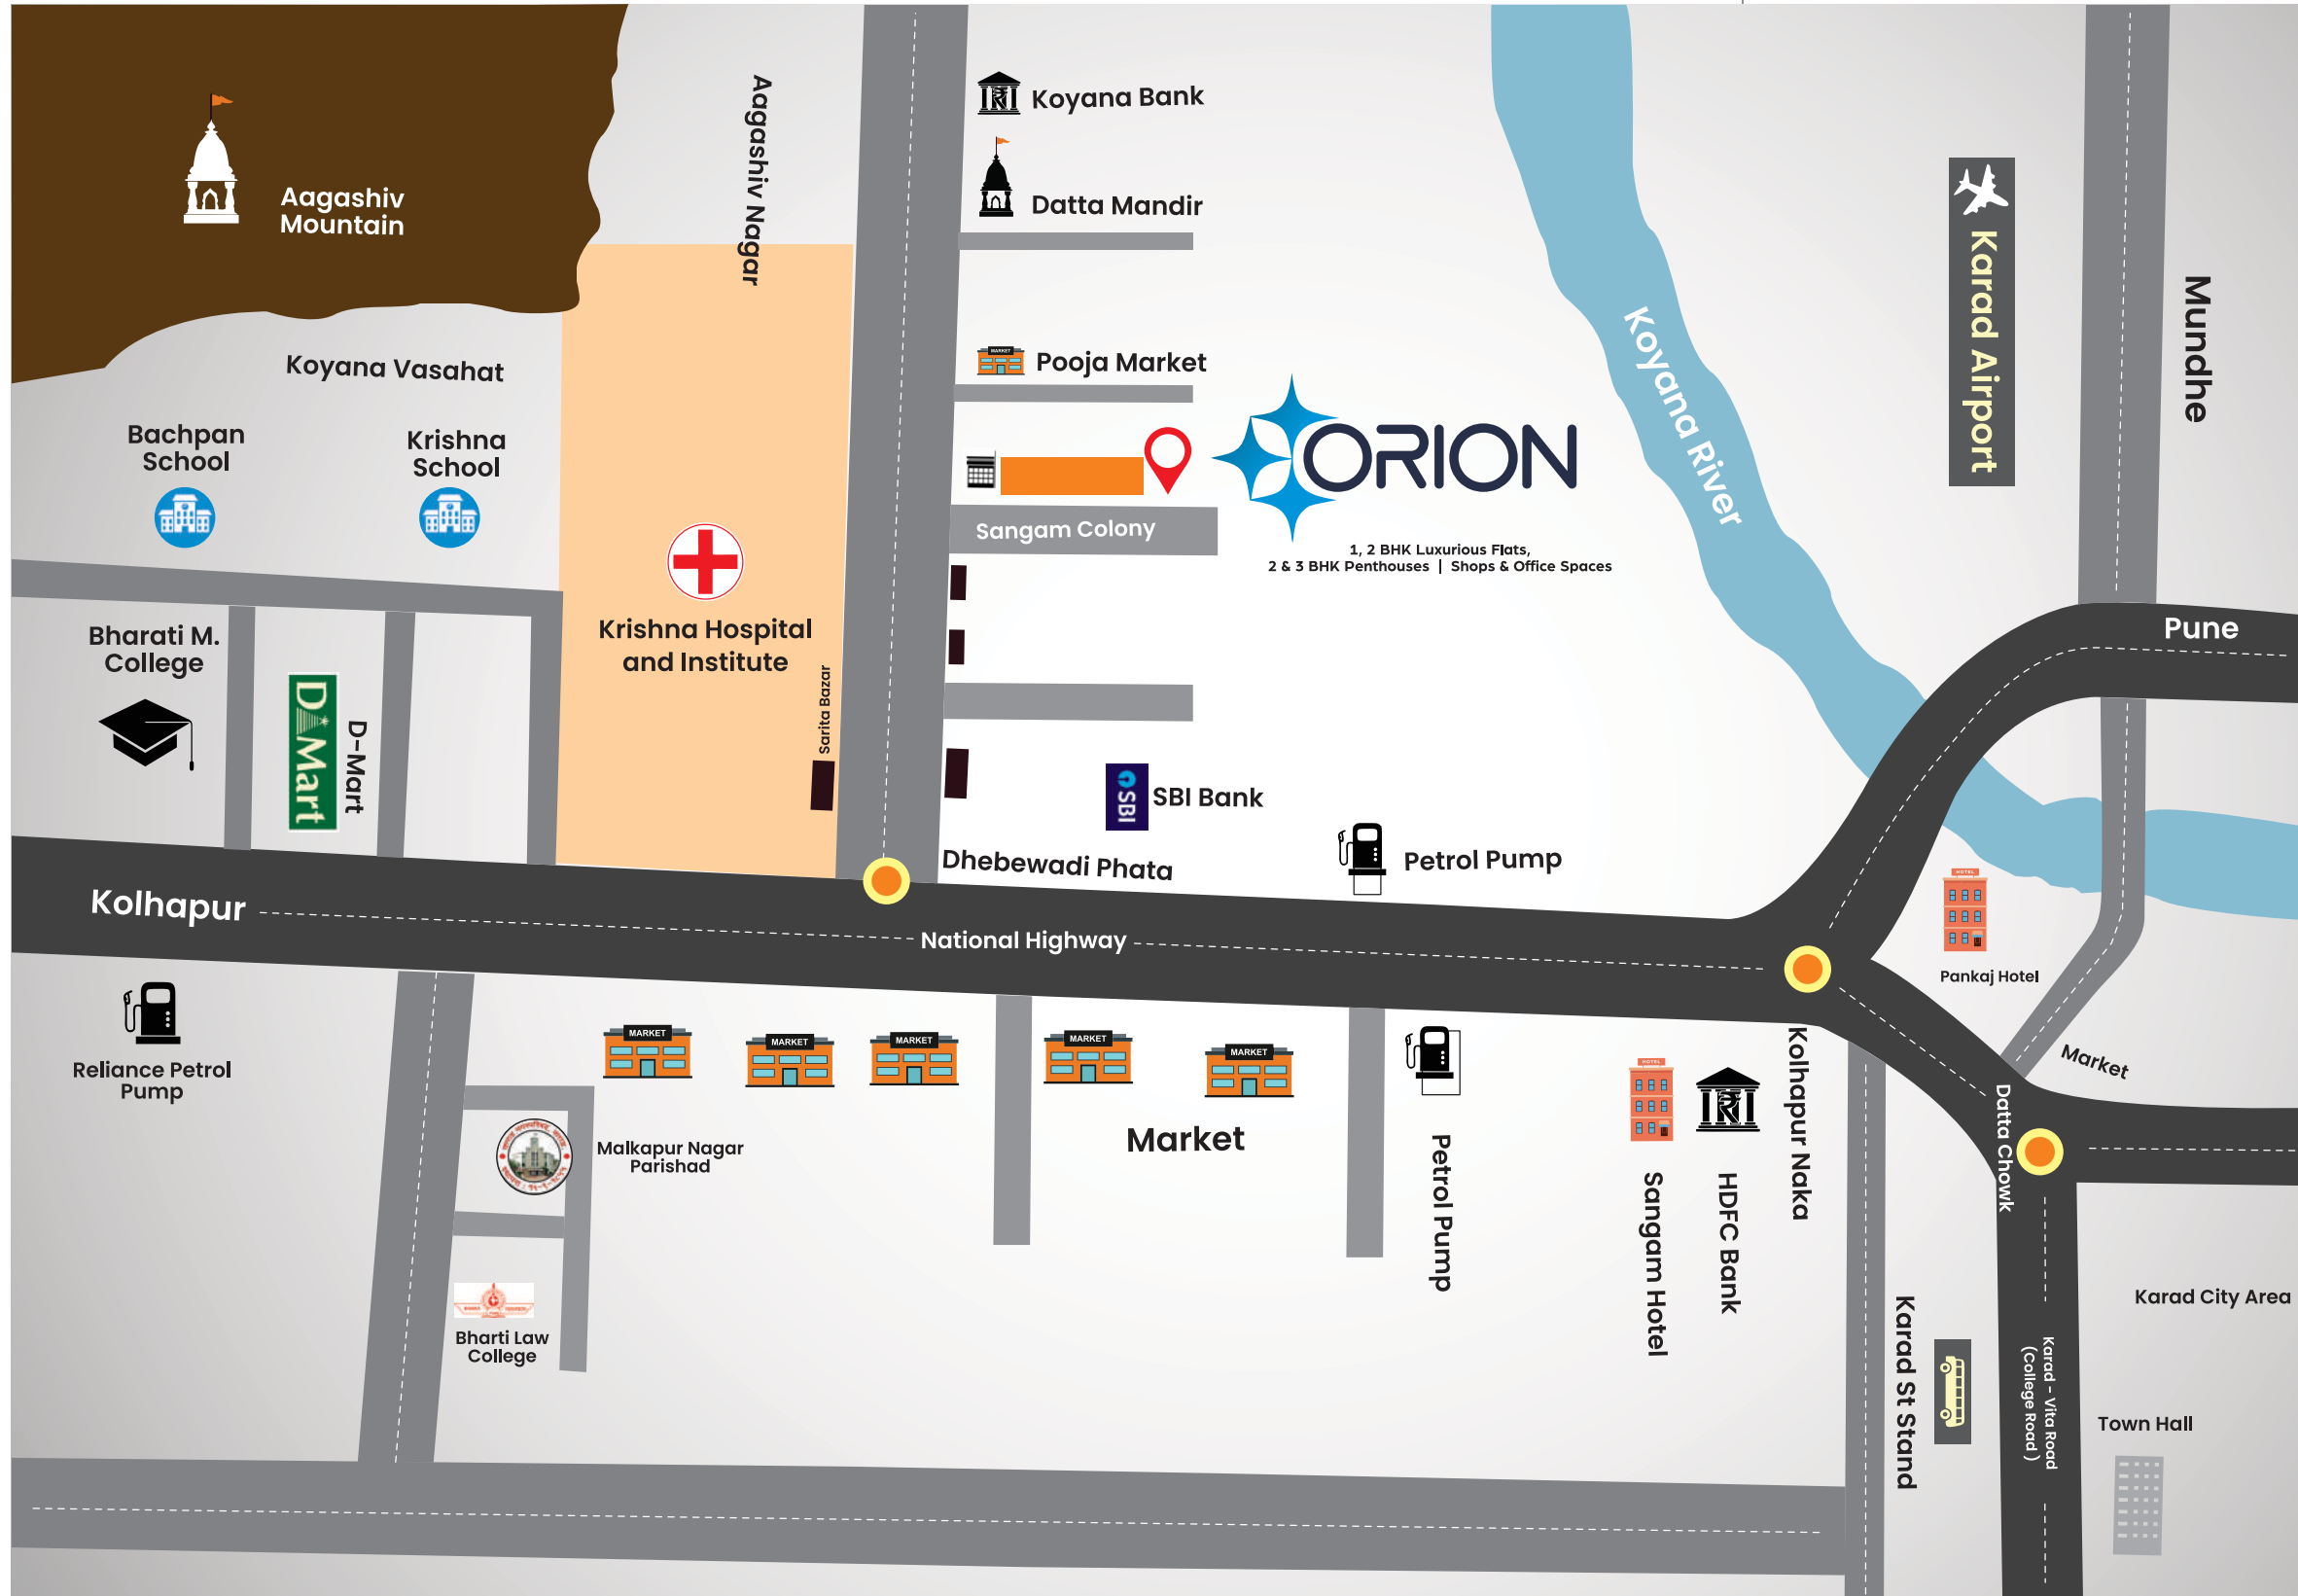 Aagashiv
Mountain
Aagashiv Nagar
Koyana Bank
Datta Mandir
Karad Airport
Mundhe
Koyana Vasahat
MARKET
Pooja Market
Koyana River
Bachpan
School
Krishna
School
ORION
Sangam Colony
1, 2 BHK Luxurious Flats,
2 & 3 BHK Penthouses | Shops & Office Spaces
Krishna Hospital
and Institute
Bharati M.
College
D Mart
D-Mart
Sarita Bazar
Pune
SBI
SBI Bank
Dhebewadi Phata
Petrol Pump
HOTEL
Pankaj Hotel
Kolhapur
National Highway
Reliance Petrol
Pump
MARKET
MARKET
MARKET
MARKET
MARKET
Market
Malkapur Nagar
Parishad
Bharti Law
College
Petrol Pump
HOTEL
Sangam Hotel
HDFC Bank
Kolhapur Naka
Market
Datta Chowk
Karad St Stand
Karad - Vita Road
(College Road )
Karad City Area
Town Hall